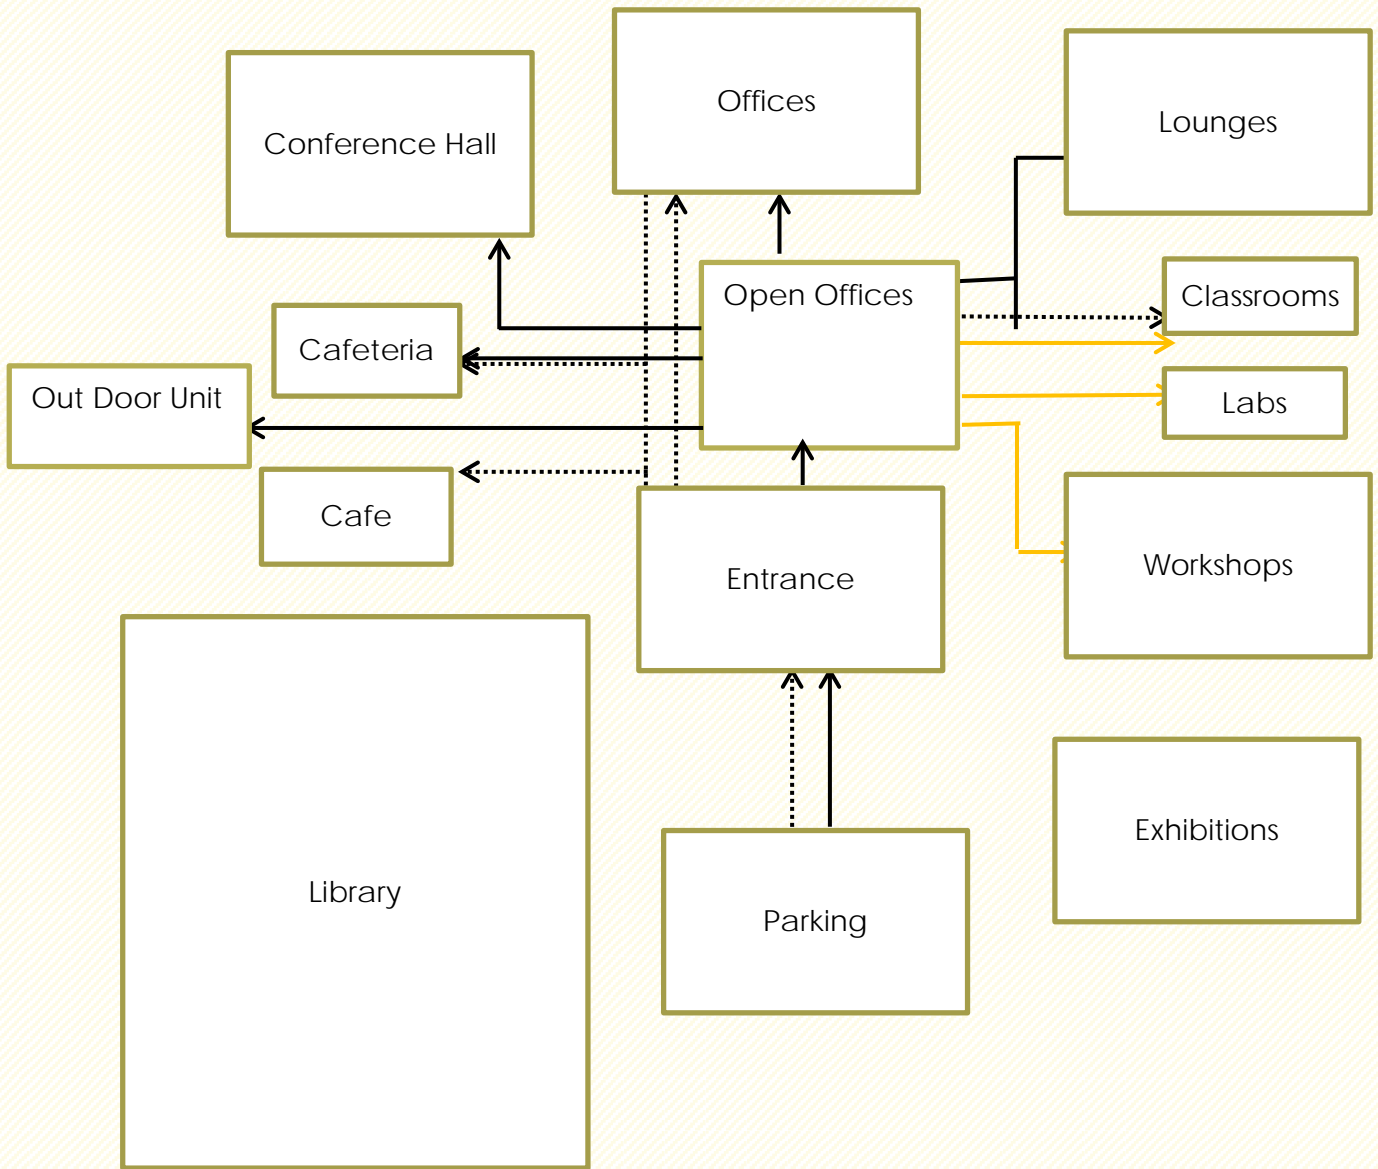 Offices
Lounges
Conference Hall
Open Offices
Classrooms
Cafeteria
Out Door Unit
Labs
Cafe
Entrance
Workshops
Exhibitions
Library
Parking